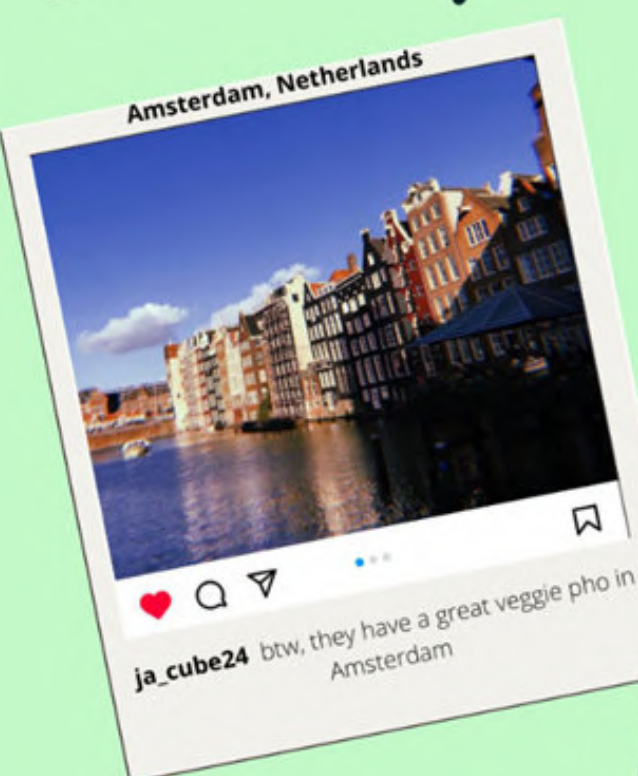 Amsterdam, Netherlands
ja_cube24 btw, they have a great veggie pho in
Amsterdam